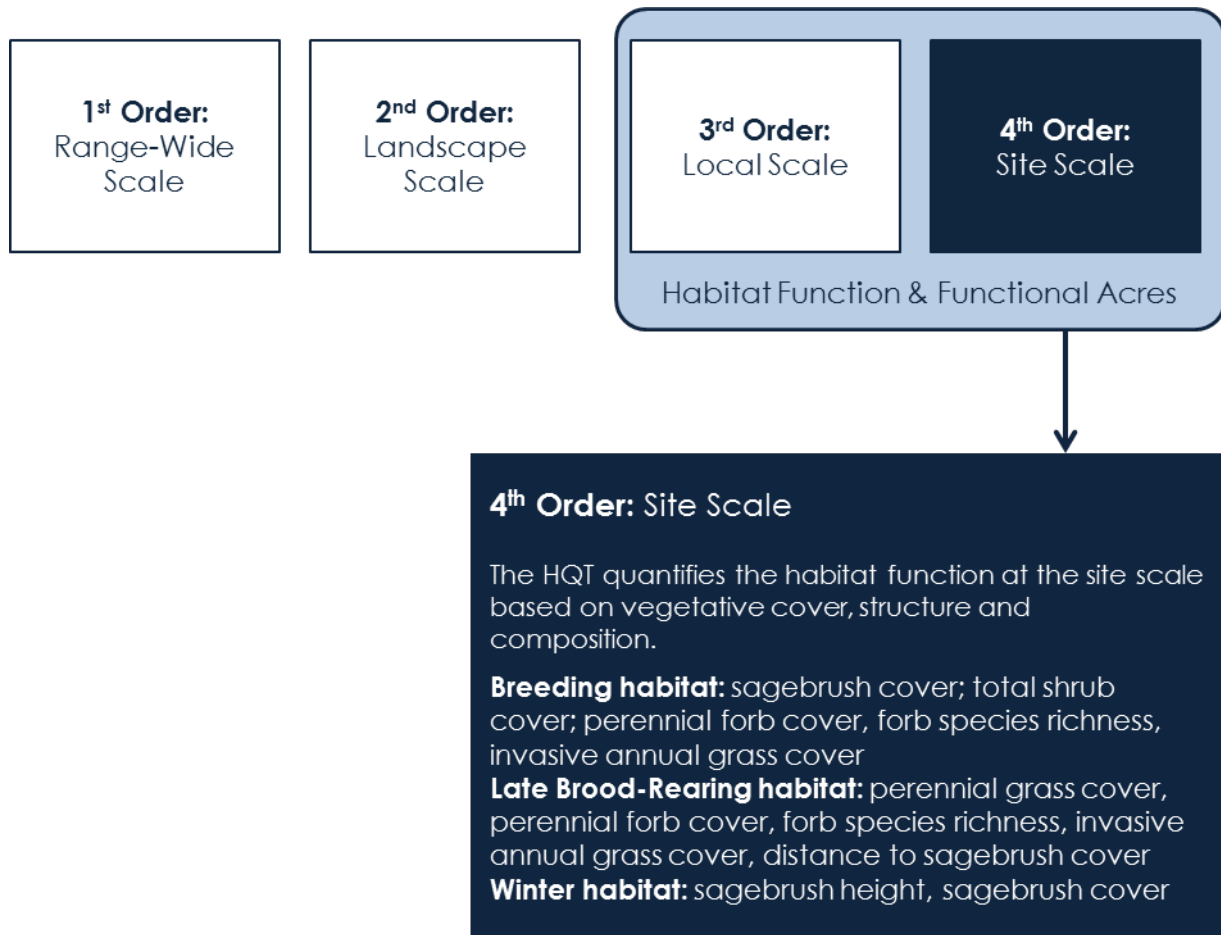 1st Order:
Range-Wide
Scale
2nd Order:
Landscape
Scale
3rd Order:
Local Scale
4th Order:
Site Scale
Habitat Function & Functional Acres
4th Order: Site Scale
The HQT quantifies the habitat function at the site scale
based on vegetative cover, structure and
composition.
Breeding habitat: sagebrush cover; total shrub
cover; perennial forb cover, forb species richness,
invasive annual grass cover
Late Brood-Rearing habitat: perennial grass cover,
perennial forb cover, forb species richness, invasive
annual grass cover, distance to sagebrush cover
Winter habitat: sagebrush height, sagebrush cover